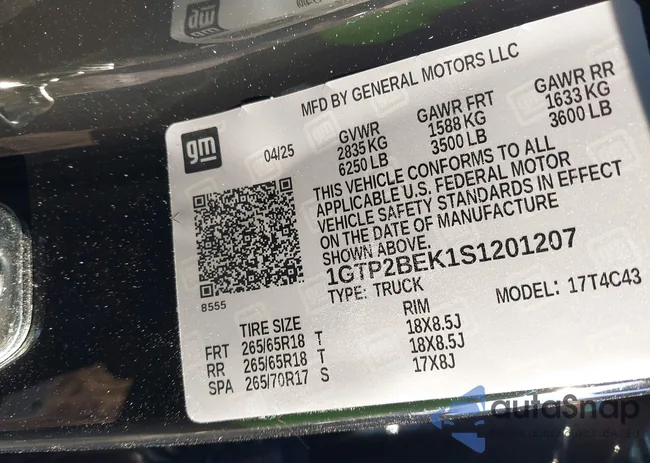 MFD BY GENERAL MOTORS LLC
gm
04/25
GVWR GAWR FRT GAWR RR
2835 KG 1588 KG 1633 KG
6250 LB 3500 LB 3600 LB
THIS VEHICLE CONFORMS TO ALL
APPLICABLE U.S. FEDERAL MOTOR
VEHICLE SAFETY STANDARDS IN EFFECT
ON THE DATE OF MANUFACTURE
SHOWN ABOVE.
1GTP2BEK1S1201207
TYPE: TRUCK MODEL: 17T4C43
8555
TIRE SIZE RIM
FRT 265/65R18 T 18X8.5J
RR 265/65R18 T 18X8.5J
SPA 265/70R17 S 17X8J
autoSnap